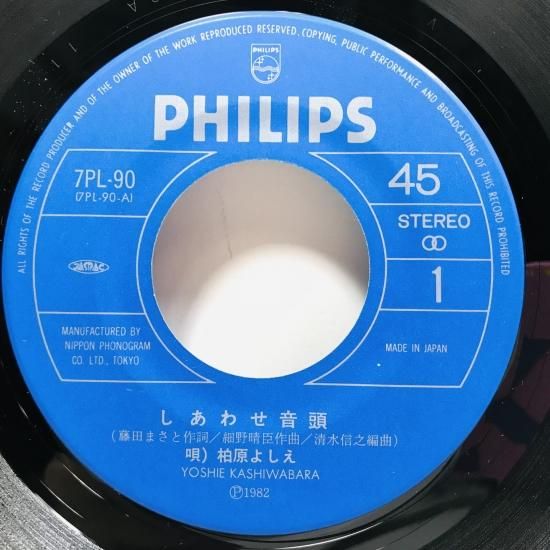 ALL RIGHTS OF THE RECORD PRODUCER AND OF THE OWNER OF THE WORK REPRODUCED RESERVED. COPYING, PUBLIC PERFORMANCE AND BROADCASTING OF THIS RECORD PROHIBITED
PHILIPS
PHILIPS
7PL-90
(7PL-90-A)
45
STEREO
1
JASRAC
MANUFACTURED BY
NIPPON PHONOGRAM
CO. LTD., TOKYO
MADE IN JAPAN
しあわせ音頭
(藤田まさと作詞/細野晴臣作曲/清水信之編曲)
唄) 柏原よしえ
YOSHIE KASHIWABARA
Ⓟ1982